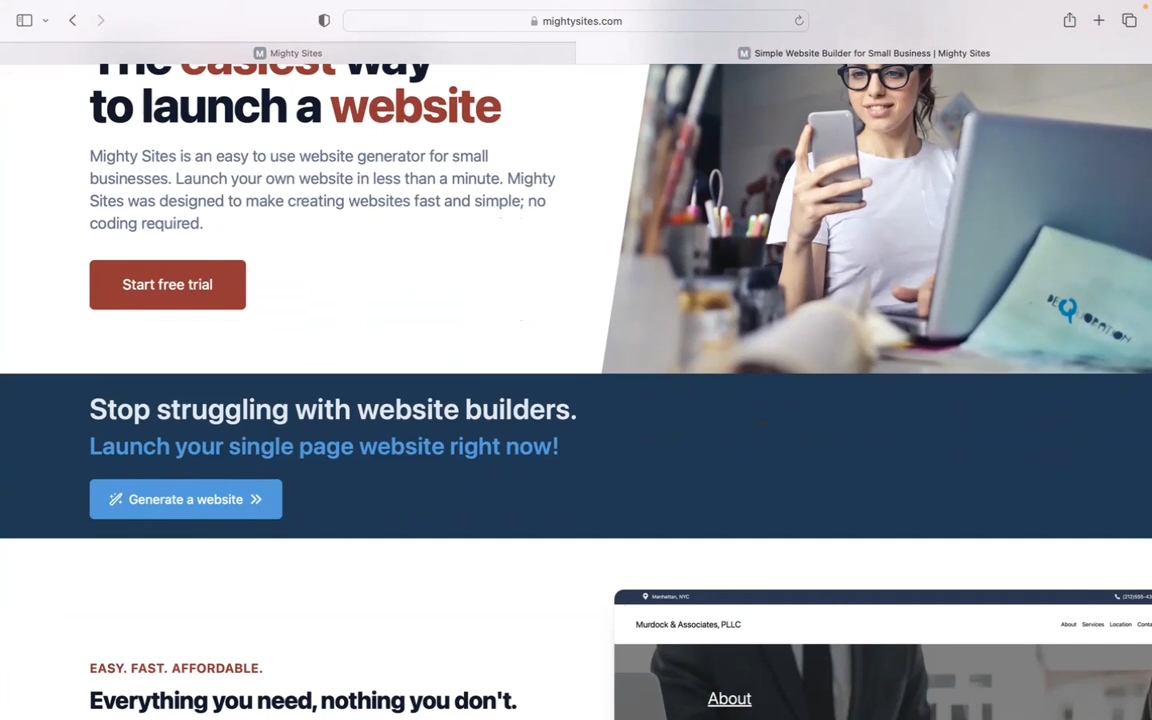 mightysites.com
M Mighty Sites
M Simple Website Builder for Small Business | Mighty Sites
The easiest way
to launch a website
Mighty Sites is an easy to use website generator for small
businesses. Launch your own website in less than a minute. Mighty
Sites was designed to make creating websites fast and simple; no
coding required.
Start free trial
Stop struggling with website builders.
Launch your single page website right now!
Generate a website
Manhattan, NYC
(212)555-43
Murdock & Associates, PLLC
About Services Location Conta
About
EASY. FAST. AFFORDABLE.
Everything you need, nothing you don't.